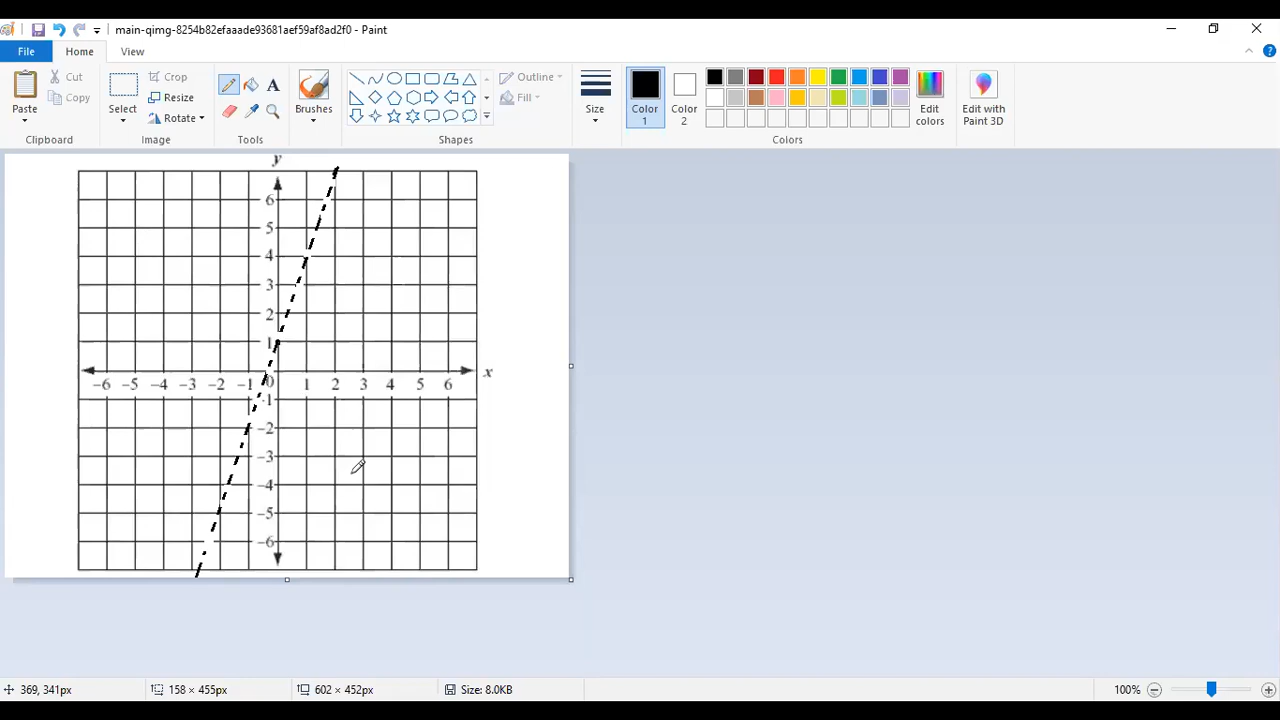 main-qimg-8254b82efaaade93681aef59af8ad2f0 - Paint
File Home View
Paste
Cut
Copy
Clipboard
Select
Crop
Resize
Rotate
Image
A
Tools
Brushes
Outline
Fill
Shapes
Size
Color 1
Color 2
Edit colors
Colors
Edit with Paint 3D
y
6
5
4
3
2
1
-6 -5 -4 -3 -2 -1 0 1 2 3 4 5 6 x
-1
-2
-3
-4
-5
-6
369, 341px 158 × 455px 602 × 452px Size: 8.0KB 100%